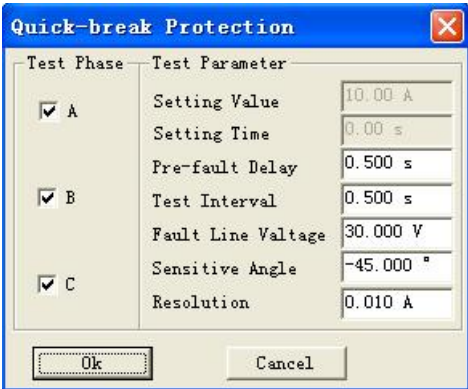 Quick-break Protection
Test Phase
A
B
C
Test Parameter
Setting Value 10.00 A
Setting Time 0.00 s
Pre-fault Delay 0.500 s
Test Interval 0.500 s
Fault Line Valtage 30.000 V
Sensitive Angle -45.000 °
Resolution 0.010 A
Ok
Cancel